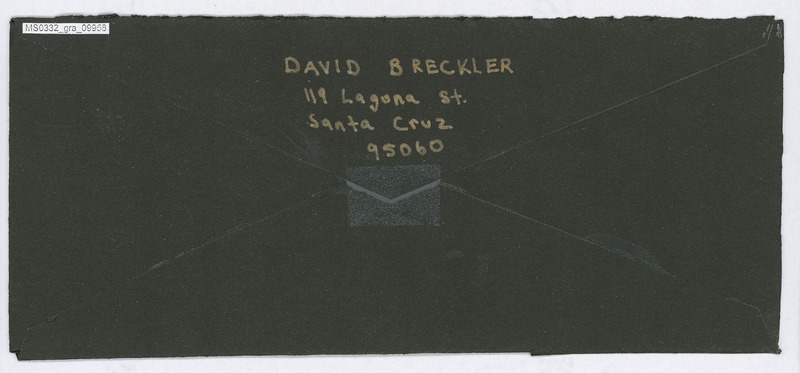 MS0332_gra_09958
DAVID BRECKLER
119 Laguna St.
Santa Cruz
95060